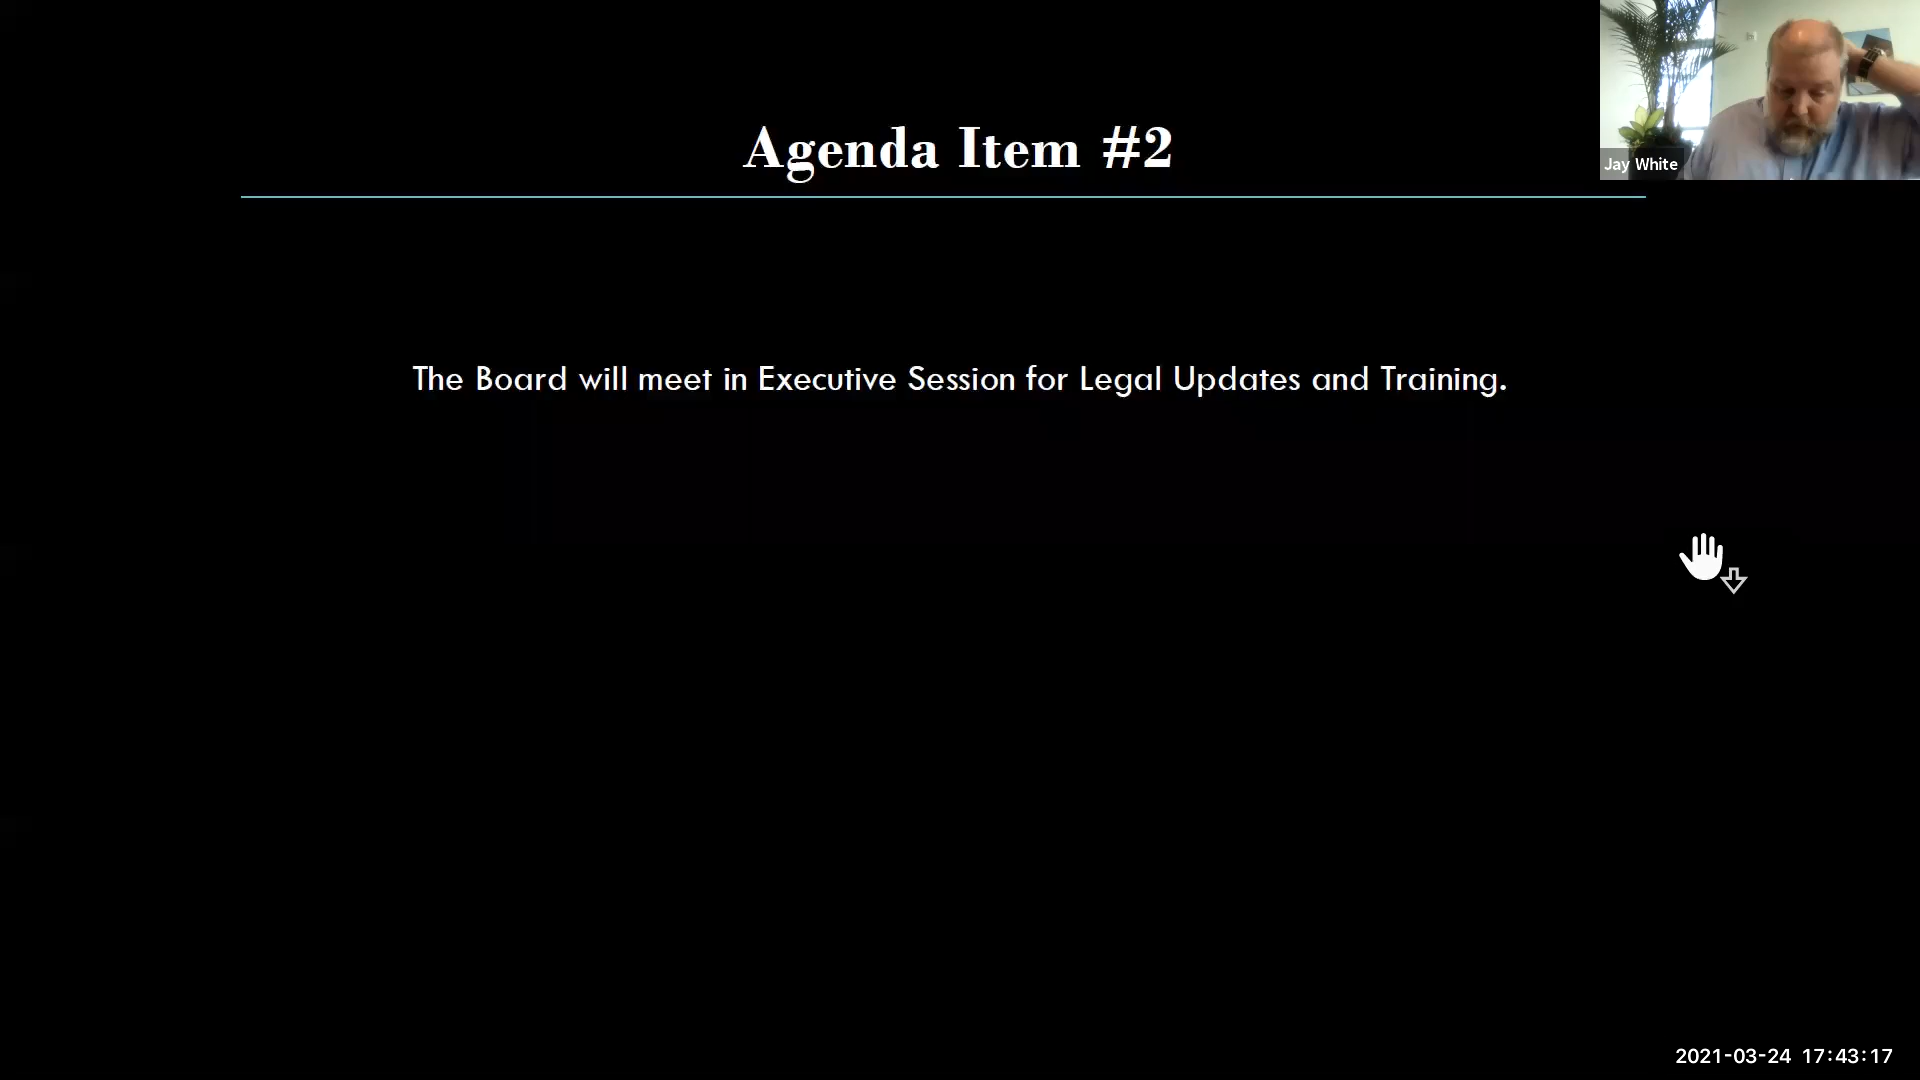 Agenda Item #2
Jay White
The Board will meet in Executive Session for Legal Updates and Training.
2021-03-24 17:43:17